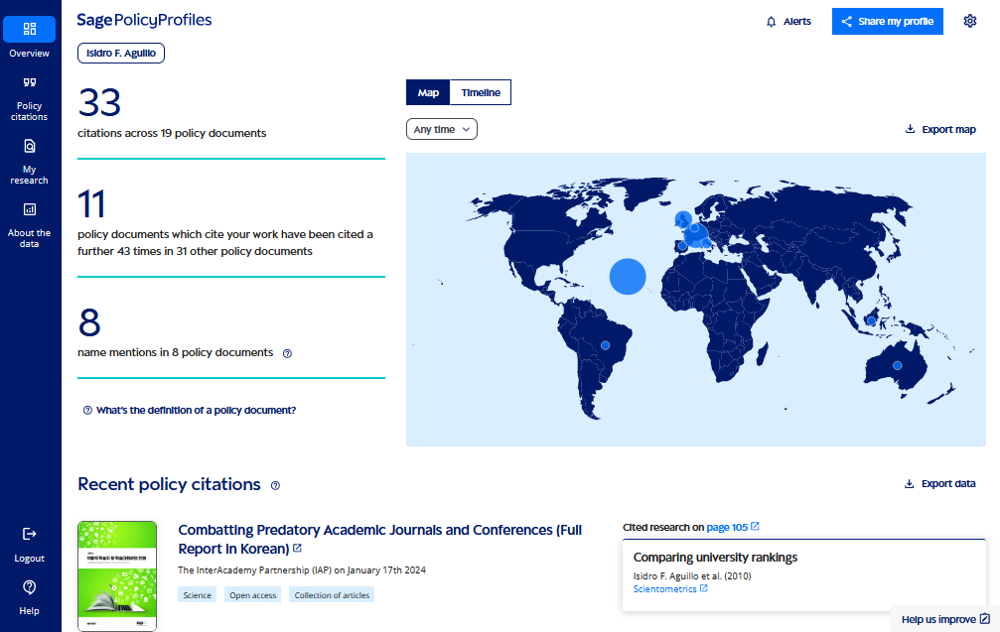 Sage PolicyProfiles
Alerts
Share my profile
Overview
Policy
citations
My
research
About the
data
Logout
Help
Isidro F. Aguillo
33
citations across 19 policy documents
11
policy documents which cite your work have been cited a
further 43 times in 31 other policy documents
8
name mentions in 8 policy documents
What's the definition of a policy document?
Map
Timeline
Any time
Export map
Recent policy citations
Export data
Combatting Predatory Academic Journals and Conferences (Full
Report in Korean)
The InterAcademy Partnership (IAP) on January 17th 2024
Science
Open access
Collection of articles
Cited research on page 105
Comparing university rankings
Isidro F. Aguillo et al. (2010)
Scientometrics
Help us improve